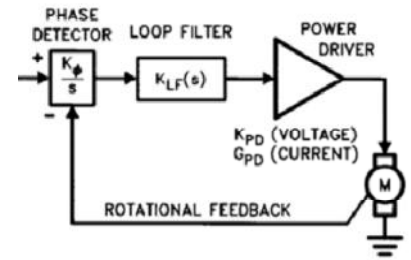 PHASE
DETECTOR
LOOP FILTER
POWER
DRIVER
+
Kϕ
s
−
KLF(s)
KPD (VOLTAGE)
GPD (CURRENT)
M
ROTATIONAL FEEDBACK